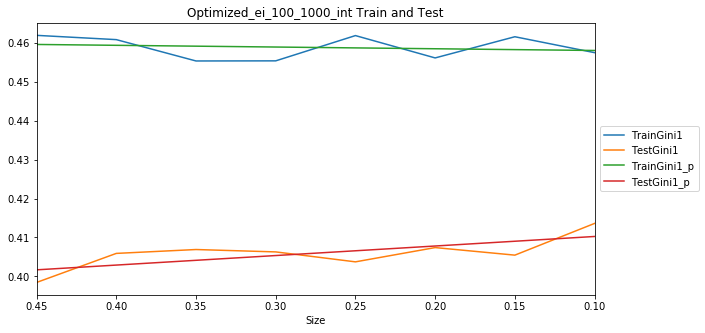 Optimized_ei_100_1000_int Train and Test
0.46
0.45
0.44
0.43
0.42
0.41
0.40
0.45 0.40 0.35 0.30 0.25 0.20 0.15 0.10
Size
TrainGini1
TestGini1
TrainGini1_p
TestGini1_p